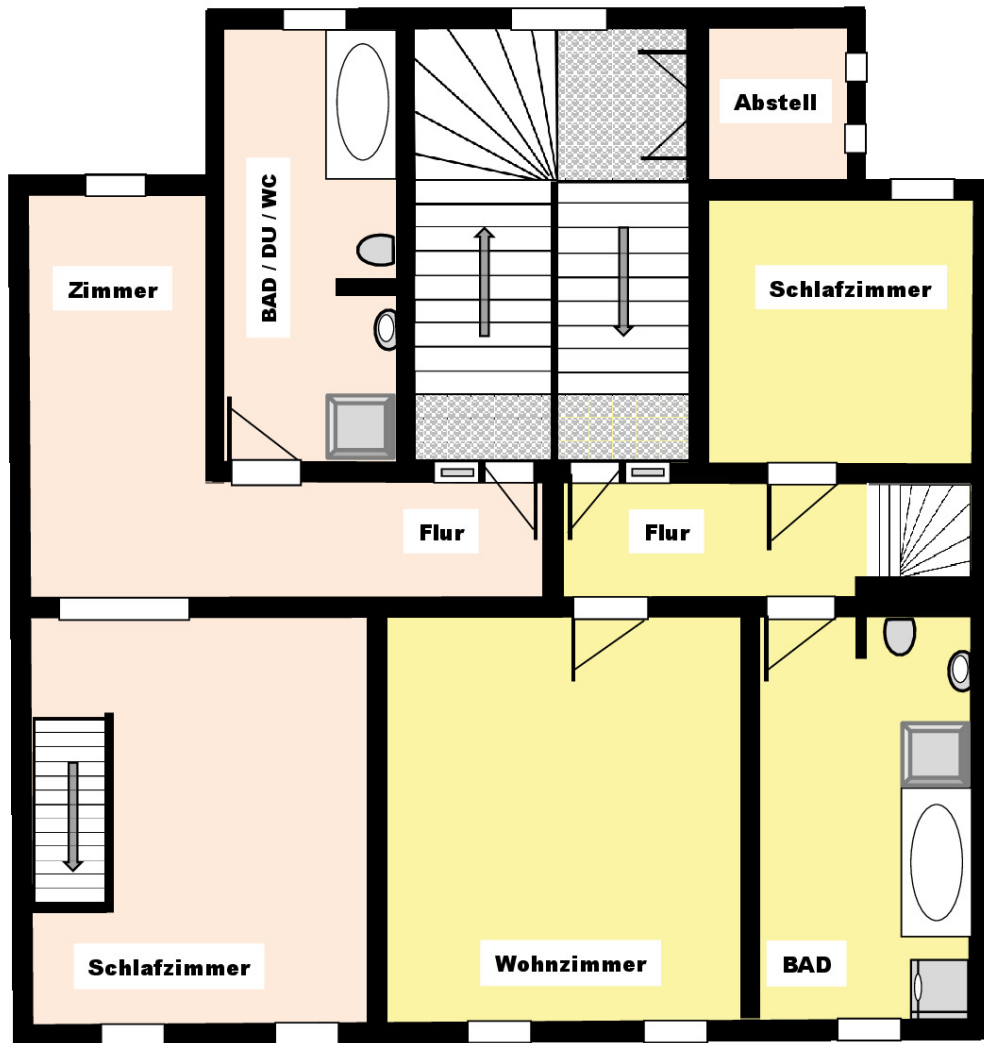 Abstell
BAD / DU / WC
Zimmer
Schlafzimmer
Flur
Flur
Schlafzimmer
Wohnzimmer
BAD